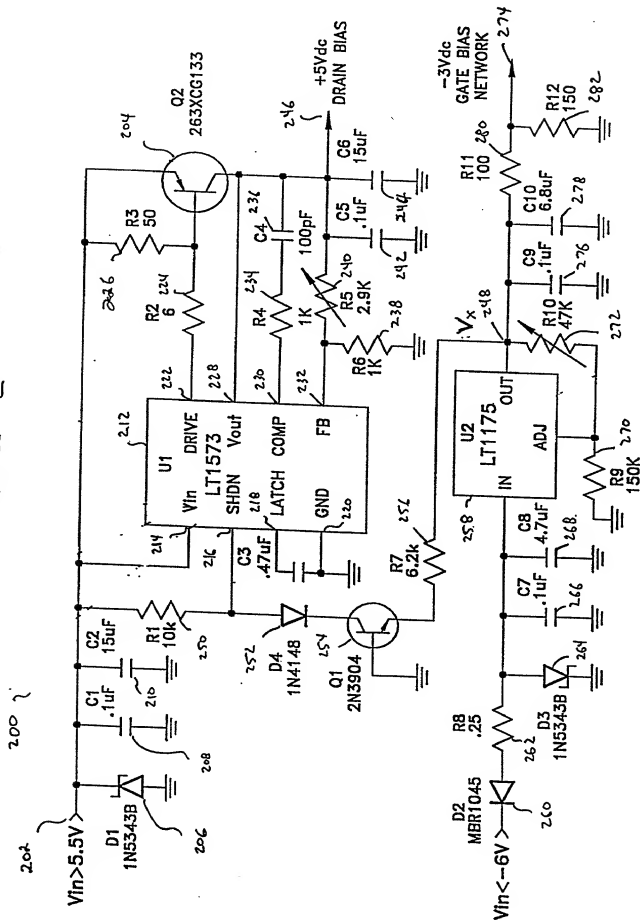 200
202
Vin>5.5V
D1
1N5343B
206
C1
.1uF
208
C2
15uF
210
R1
10k
250
226
R3
50
204
Q2
263XCG133
212
U1
LT1573
Vin
SHDN
LATCH
GND
DRIVE
Vout
COMP
FB
214
216
218
220
222
228
230
232
224
R2
6
234
R4
1K
236
C4
100pF
240
R5
2.9K
R6
1K
238
C5
.1uF
242
C6
15uF
244
246
+5Vdc
DRAIN BIAS
C3
.47uF
252
D4
1N4148
254
Q1
2N3904
256
R7
6.2k
Vx
248
Vin<-6V
D2
MBR1045
260
R8
.25
262
264
D3
1N5343B
C7
.1uF
266
C8
4.7uF
268
258
U2
LT1175
IN
OUT
ADJ
R9
150K
270
R10
47K
272
C9
.1uF
276
C10
6.8uF
278
R11
100
280
-3Vdc
GATE BIAS
NETWORK
274
R12
150
282